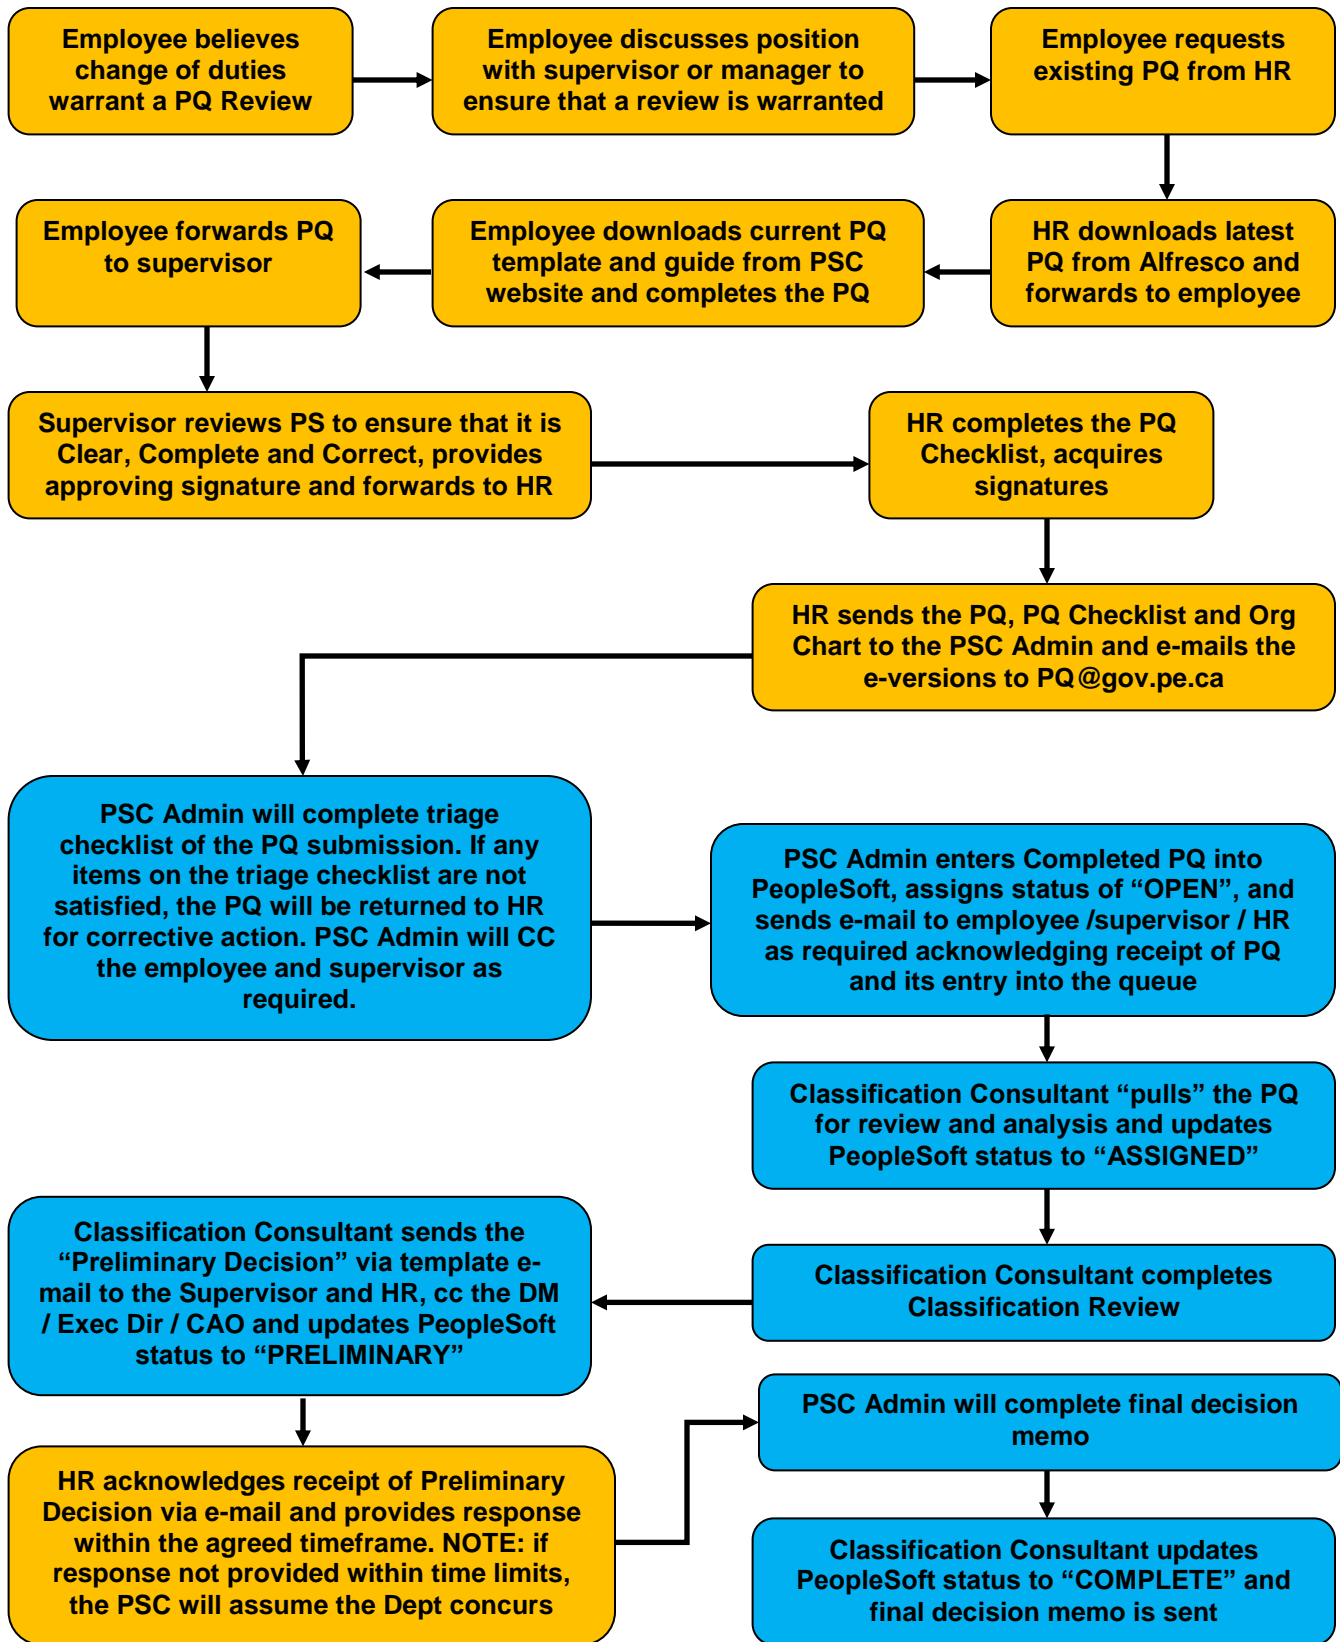 Employee believes
change of duties
warrant a PQ Review
Employee discusses position
with supervisor or manager to
ensure that a review is warranted
Employee requests
existing PQ from HR
HR downloads latest
PQ from Alfresco and
forwards to employee
Employee downloads current PQ
template and guide from PSC
website and completes the PQ
Employee forwards PQ
to supervisor
Supervisor reviews PS to ensure that it is
Clear, Complete and Correct, provides
approving signature and forwards to HR
HR completes the PQ
Checklist, acquires
signatures
HR sends the PQ, PQ Checklist and Org
Chart to the PSC Admin and e-mails the
e-versions to PQ@gov.pe.ca
PSC Admin will complete triage
checklist of the PQ submission. If any
items on the triage checklist are not
satisfied, the PQ will be returned to HR
for corrective action. PSC Admin will CC
the employee and supervisor as
required.
PSC Admin enters Completed PQ into
PeopleSoft, assigns status of “OPEN”, and
sends e-mail to employee /supervisor / HR
as required acknowledging receipt of PQ
and its entry into the queue
Classification Consultant “pulls” the PQ
for review and analysis and updates
PeopleSoft status to “ASSIGNED”
Classification Consultant completes
Classification Review
Classification Consultant sends the
“Preliminary Decision” via template e-
mail to the Supervisor and HR, cc the DM
/ Exec Dir / CAO and updates PeopleSoft
status to “PRELIMINARY”
HR acknowledges receipt of Preliminary
Decision via e-mail and provides response
within the agreed timeframe. NOTE: if
response not provided within time limits,
the PSC will assume the Dept concurs
PSC Admin will complete final decision
memo
Classification Consultant updates
PeopleSoft status to “COMPLETE” and
final decision memo is sent